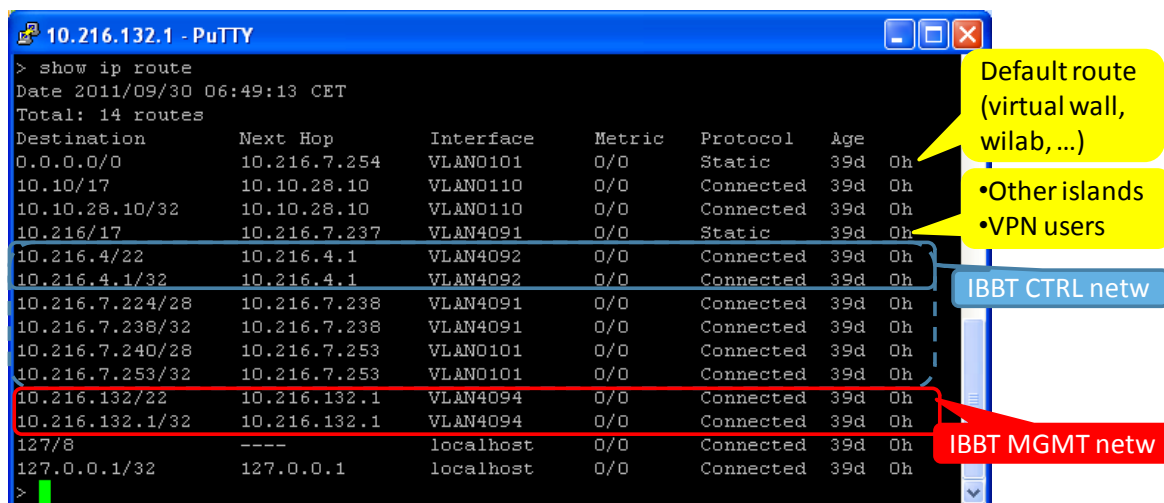 10.216.132.1 - PuTTY
> show ip route
Date 2011/09/30 06:49:13 CET
Total: 14 routes
Destination Next Hop Interface Metric Protocol Age
0.0.0.0/0 10.216.7.254 VLAN0101 0/0 Static 39d 0h
10.10/17 10.10.28.10 VLAN0110 0/0 Connected 39d 0h
10.10.28.10/32 10.10.28.10 VLAN0110 0/0 Connected 39d 0h
10.216/17 10.216.7.237 VLAN4091 0/0 Static 39d 0h
10.216.4/22 10.216.4.1 VLAN4092 0/0 Connected 39d 0h
10.216.4.1/32 10.216.4.1 VLAN4092 0/0 Connected 39d 0h
10.216.7.224/28 10.216.7.238 VLAN4091 0/0 Connected 39d 0h
10.216.7.238/32 10.216.7.238 VLAN4091 0/0 Connected 39d 0h
10.216.7.240/28 10.216.7.253 VLAN0101 0/0 Connected 39d 0h
10.216.7.253/32 10.216.7.253 VLAN0101 0/0 Connected 39d 0h
10.216.132/22 10.216.132.1 VLAN4094 0/0 Connected 39d 0h
10.216.132.1/32 10.216.132.1 VLAN4094 0/0 Connected 39d 0h
127/8 ---- localhost 0/0 Connected 39d 0h
127.0.0.1/32 127.0.0.1 localhost 0/0 Connected 39d 0h
>
Default route
(virtual wall,
wilab, ...)
•Other islands
•VPN users
IBBT CTRL netw
IBBT MGMT netw